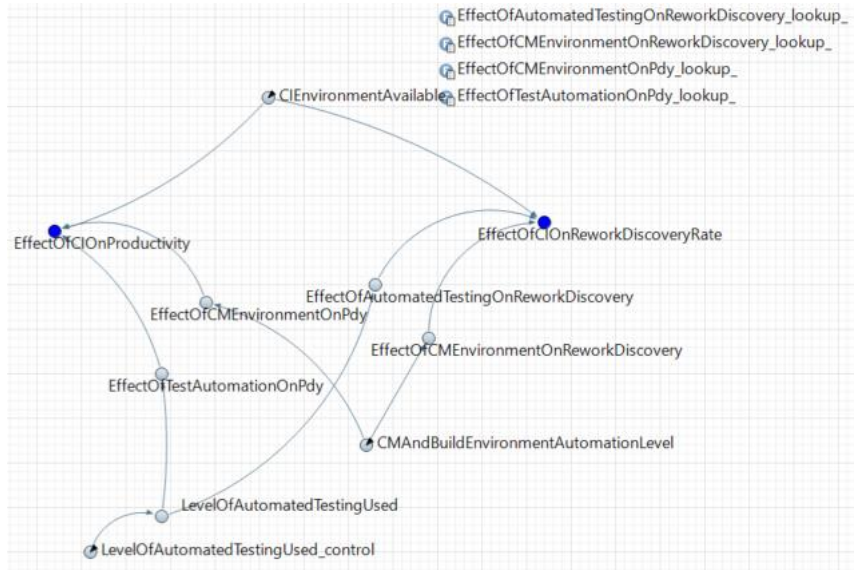 EffectOfAutomatedTestingOnReworkDiscovery_lookup_
EffectOfCMEnvironmentOnReworkDiscovery_lookup_
EffectOfCMEnvironmentOnPdy_lookup_
CIEnvironmentAvailable
EffectOfTestAutomationOnPdy_lookup_
EffectOfCIOnProductivity
EffectOfCIOnReworkDiscoveryRate
EffectOfAutomatedTestingOnReworkDiscovery
EffectOfCMEnvironmentOnPdy
EffectOfCMEnvironmentOnReworkDiscovery
EffectOfTestAutomationOnPdy
CMAndBuildEnvironmentAutomationLevel
LevelOfAutomatedTestingUsed
LevelOfAutomatedTestingUsed_control